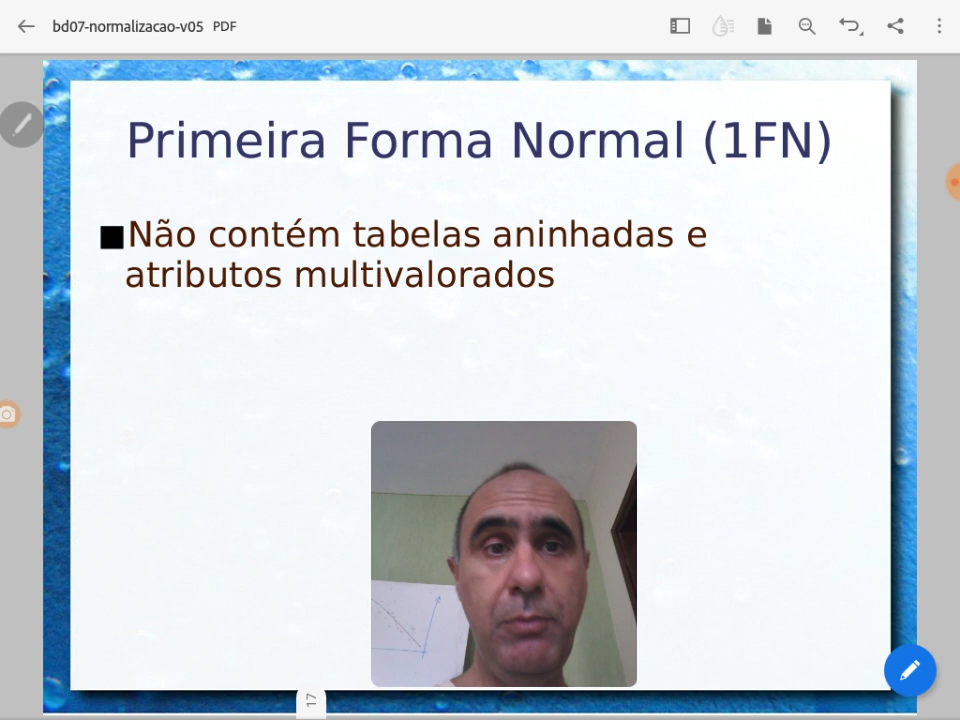 bd07-normalizacao-v05 PDF
Primeira Forma Normal (1FN)
Não contém tabelas aninhadas e
atributos multivalorados
17